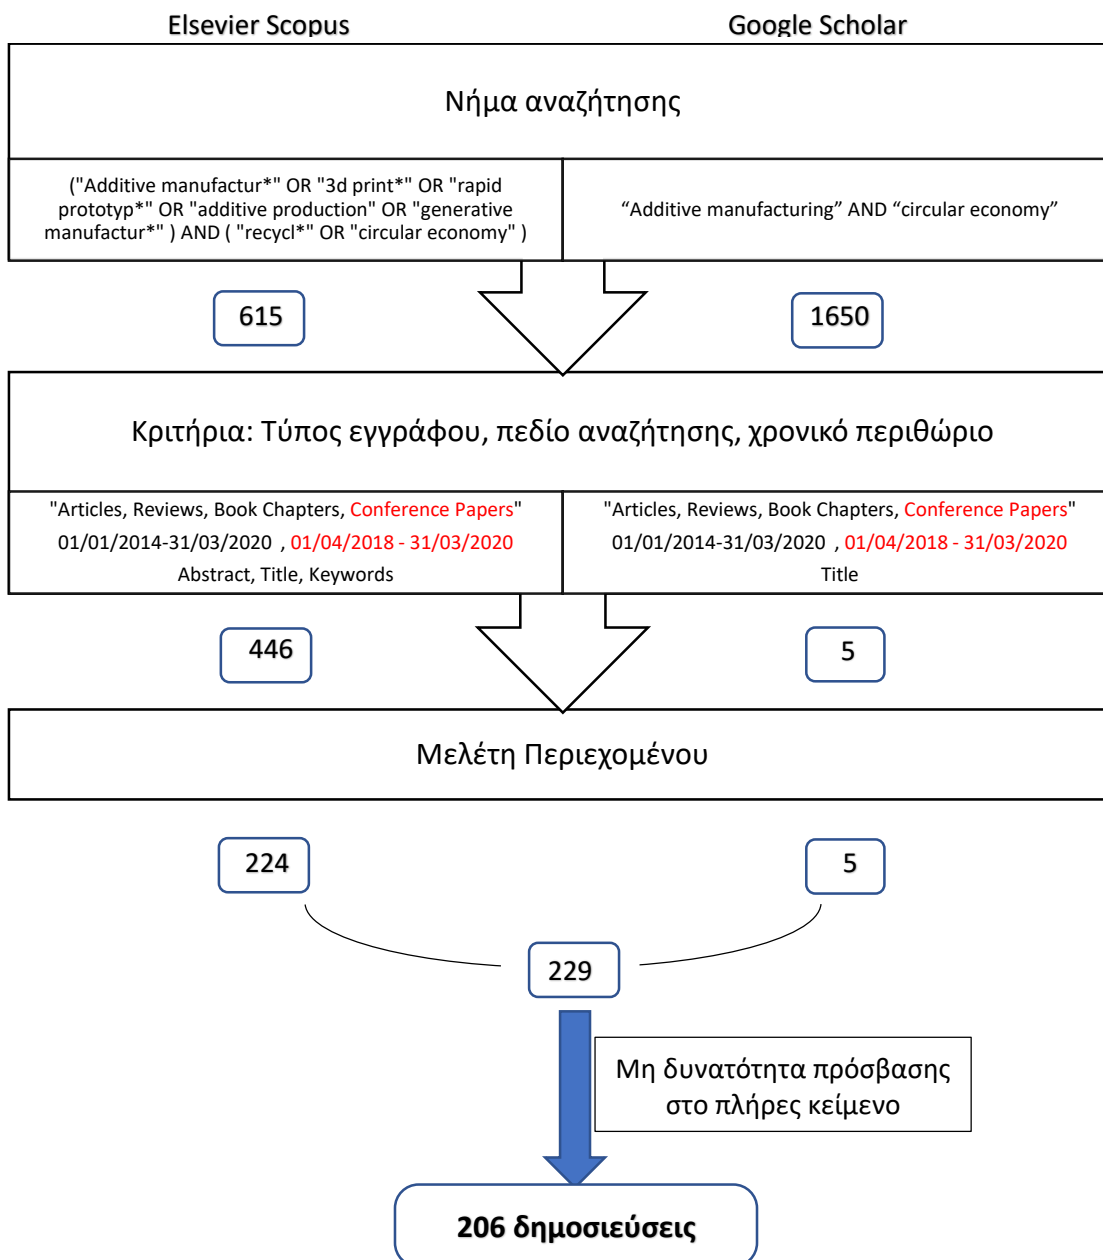 Elsevier Scopus
Google Scholar
Νήμα αναζήτησης
("Additive manufactur*" OR "3d print*" OR "rapid
prototyp*" OR "additive production" OR "generative
manufactur*" ) AND ( "recycl*" OR "circular economy" )
“Additive manufacturing” AND “circular economy”
615
1650
Κριτήρια: Τύπος εγγράφου, πεδίο αναζήτησης, χρονικό περιθώριο
"Articles, Reviews, Book Chapters, Conference Papers"
01/01/2014-31/03/2020 , 01/04/2018 - 31/03/2020
Abstract, Title, Keywords
"Articles, Reviews, Book Chapters, Conference Papers"
01/01/2014-31/03/2020 , 01/04/2018 - 31/03/2020
Title
446
5
Μελέτη Περιεχομένου
224
5
229
Μη δυνατότητα πρόσβασης
στο πλήρες κείμενο
206 δημοσιεύσεις